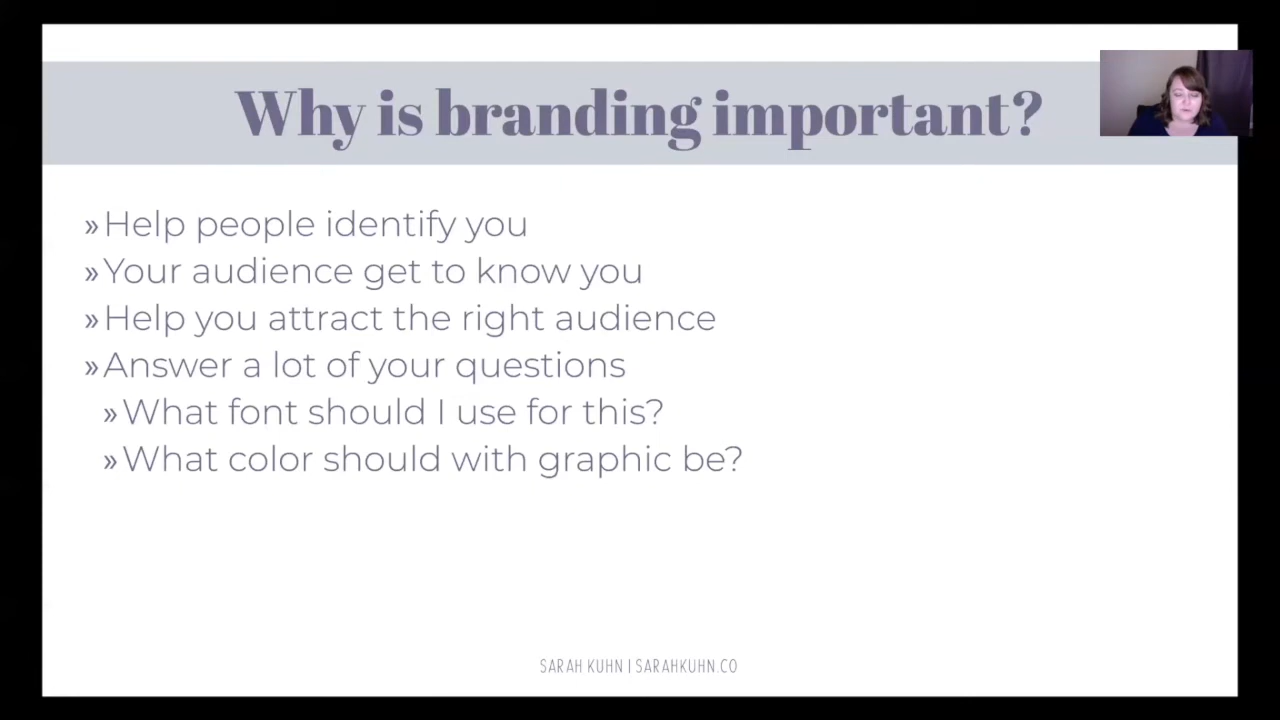 Why is branding important?
»Help people identify you
»Your audience get to know you
»Help you attract the right audience
»Answer a lot of your questions
»What font should I use for this?
»What color should with graphic be?
SARAH KUHN | SARAHKUHN.CO